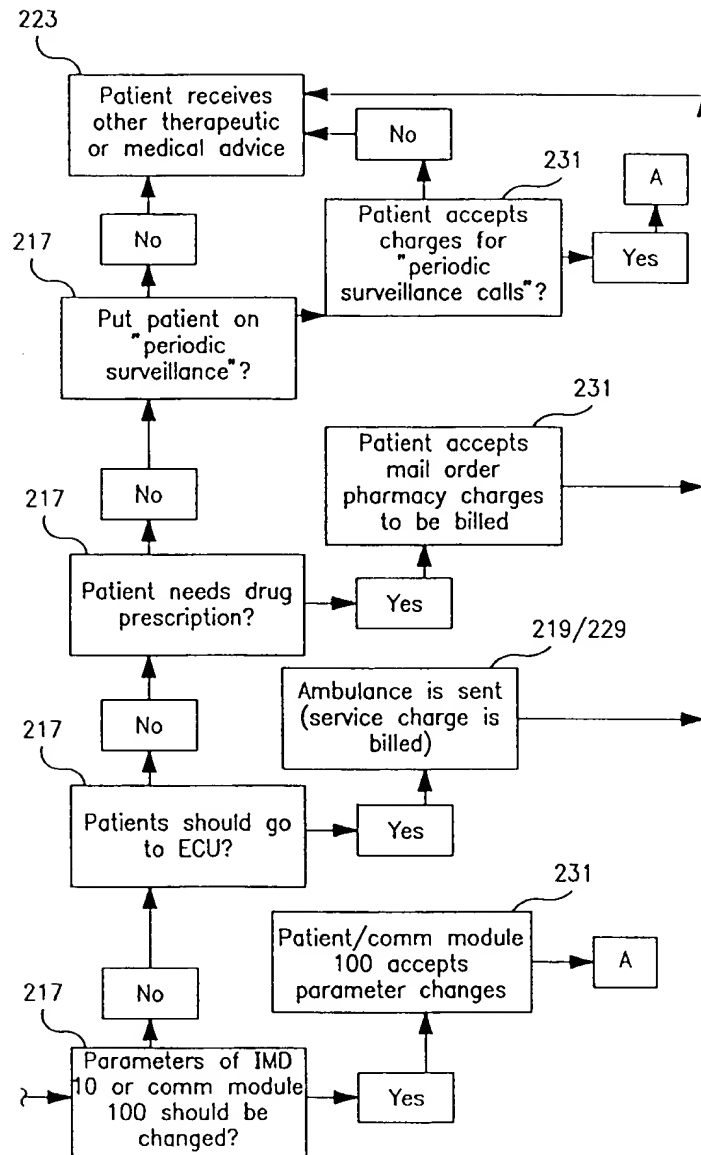 223
Patient receives
other therapeutic
or medical advice
No
231
A
No
Patient accepts
charges for
"periodic
surveillance calls"?
Yes
217
Put patient on
"periodic
surveillance"?
231
No
Patient accepts
mail order
pharmacy charges
to be billed
217
Patient needs drug
prescription?
Yes
219/229
No
Ambulance is sent
(service charge is
billed)
217
Patients should go
to ECU?
Yes
231
No
Patient/comm module
100 accepts
parameter changes
A
217
Parameters of IMD
10 or comm module
100 should be
changed?
Yes